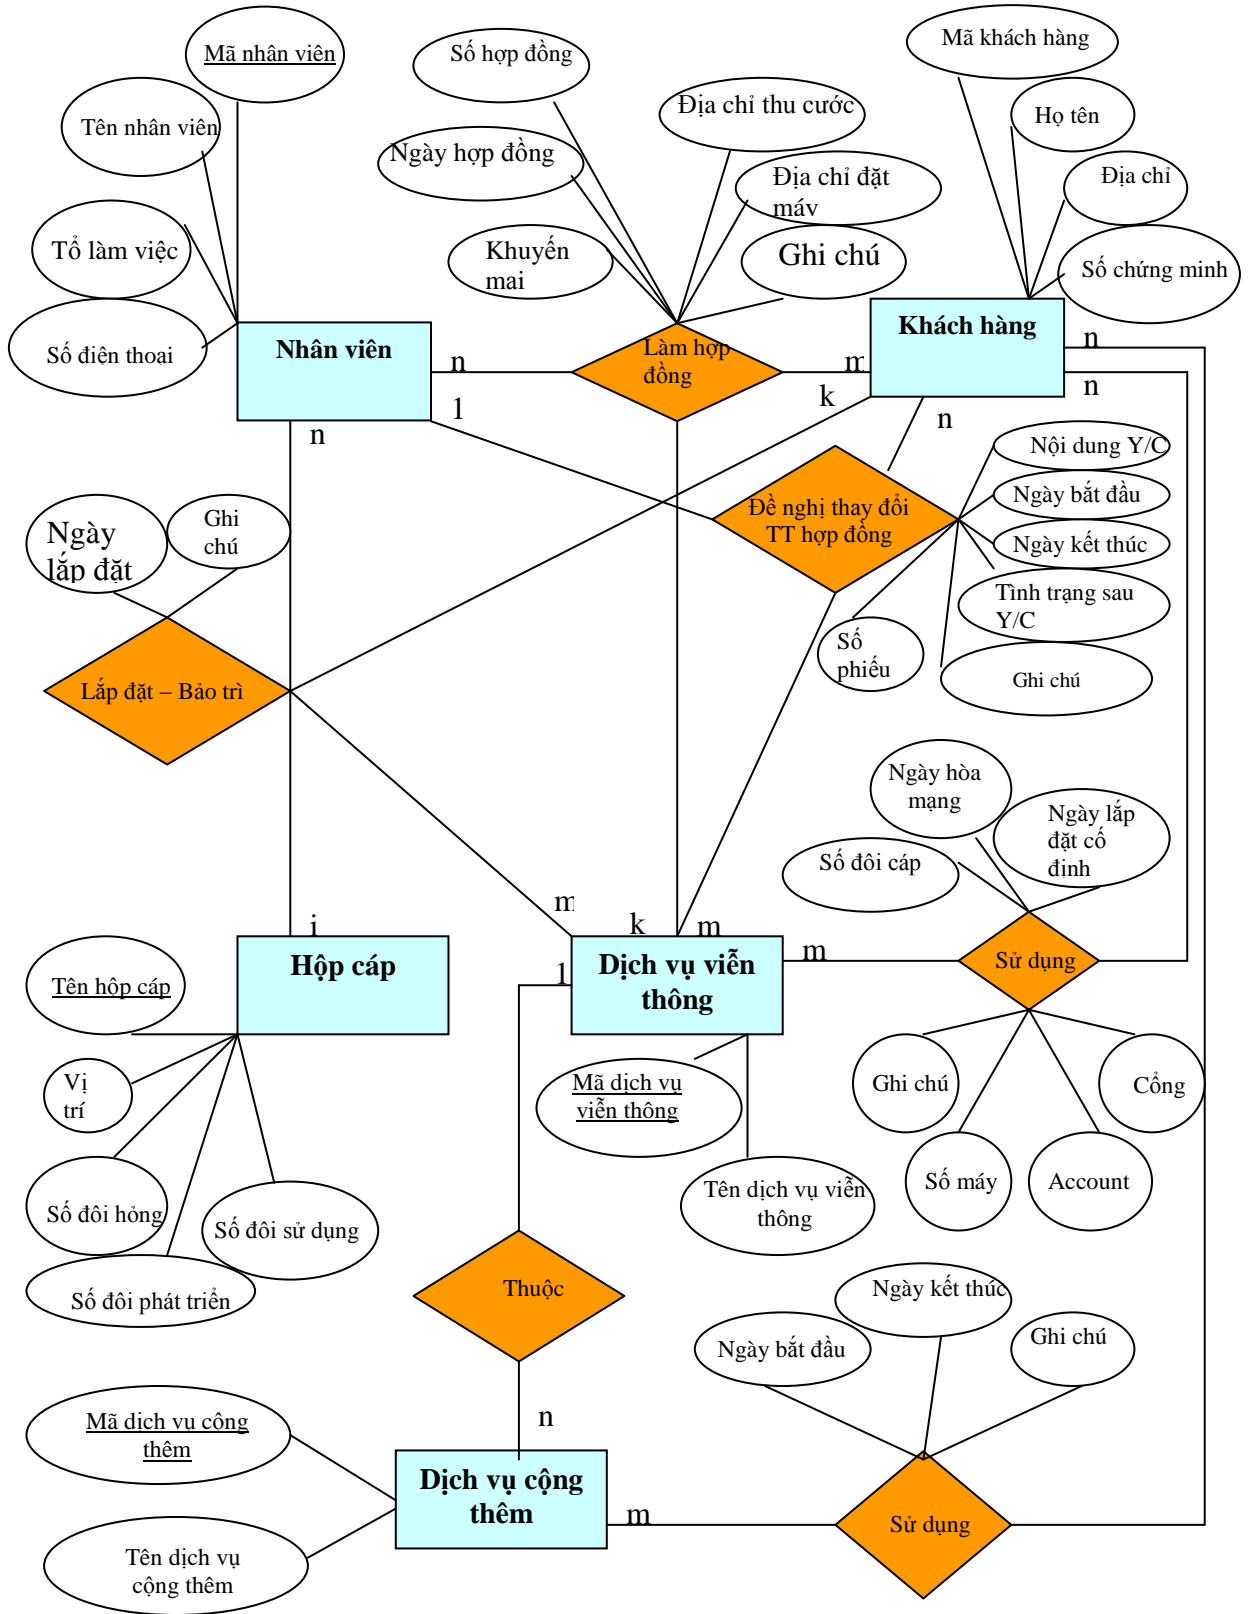 Mã nhân viên
Số hợp đồng
Mã khách hàng
Địa chỉ thu cước
Họ tên
Tên nhân viên
Ngày hợp đồng
Địa chỉ đặt
máy
Địa chỉ
Tổ làm việc
Khuyến
mai
Ghi chú
Số chứng minh
Số điện thoại
Nhân viên
Làm hợp
đồng
Khách hàng
n
m
n
n
1
k
n
n
Nội dung Y/C
Ngày bắt đầu
Ngày kết thúc
Đề nghị thay đổi
TT hợp đồng
Ngày
lắp đặt
Ghi
chú
Tình trạng sau
Y/C
Số
phiếu
Ghi chú
Lắp đặt – Bảo trì
Ngày hòa
mạng
Ngày lắp
đặt cố
định
Số đôi cáp
i
m
k
m
m
1
Hộp cáp
Dịch vụ viễn
thông
Sử dụng
Tên hộp cáp
Vị
trí
Mã dịch vụ
viễn thông
Ghi chú
Cổng
Số đôi hỏng
Số đôi sử dụng
Tên dịch vụ viễn
thông
Số máy
Account
Số đôi phát triển
Thuộc
Ngày kết thúc
Ngày bắt đầu
Ghi chú
n
Mã dịch vụ cộng
thêm
Dịch vụ cộng
thêm
m
Sử dụng
Tên dịch vụ
cộng thêm